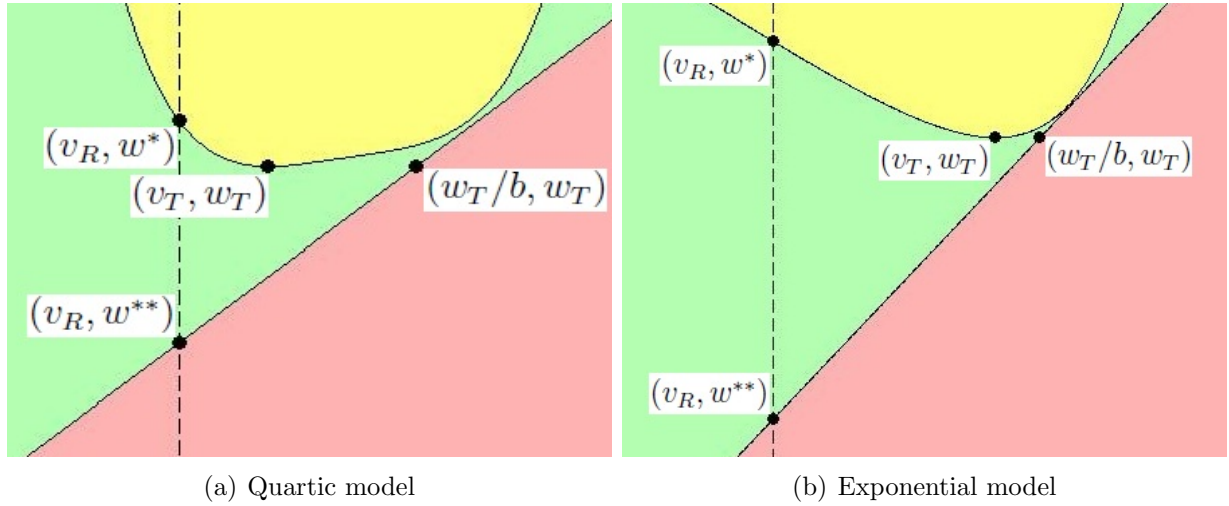 (v_R, w*)
(v_T, w_T)
(w_T/b, w_T)
(v_R, w**)
(a) Quartic model
(v_R, w*)
(v_T, w_T)
(w_T/b, w_T)
(v_R, w**)
(b) Exponential model